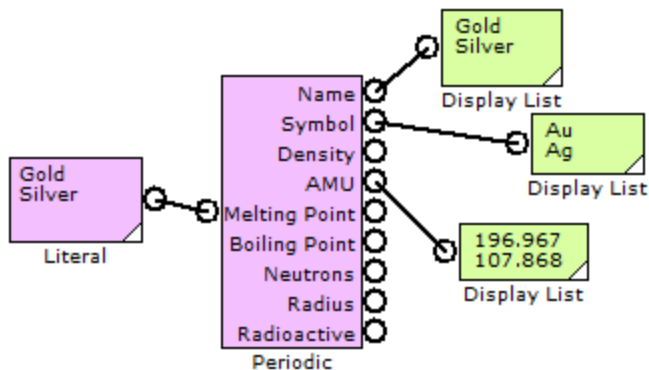 Gold
Silver
Literal
Name
Symbol
Density
AMU
Melting Point
Boiling Point
Neutrons
Radius
Radioactive
Periodic
Gold
Silver
Display List
Au
Ag
Display List
196.967
107.868
Display List